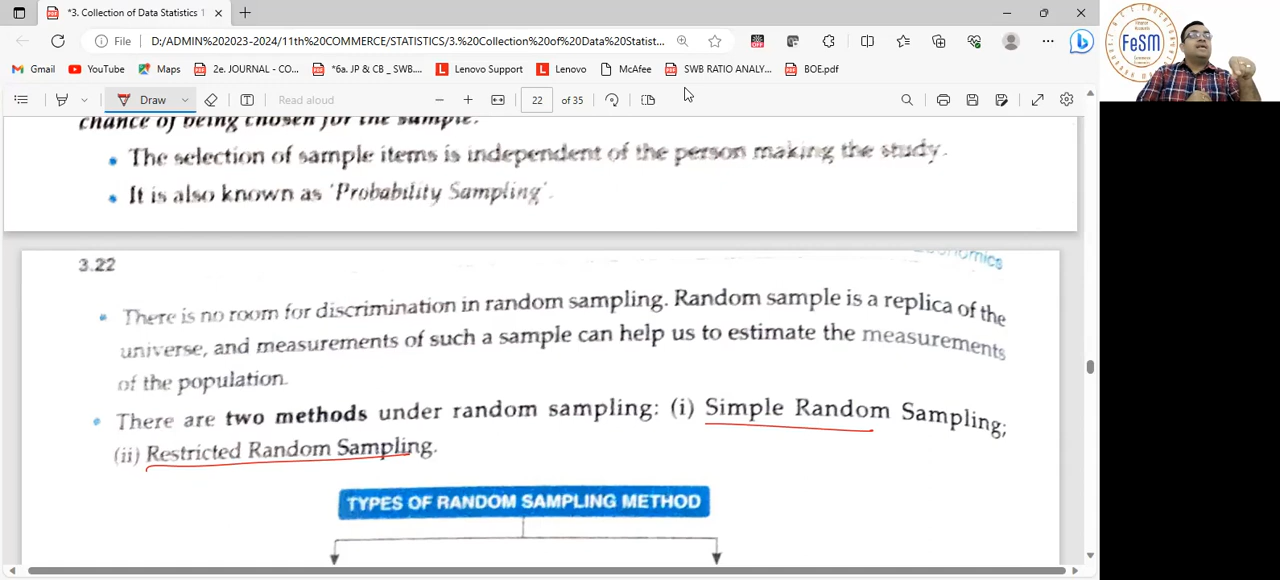 *3. Collection of Data Statistics 1
File
D:/ADMIN%202023-2024/11th%20COMMERCE/STATISTICS/3.%20Collection%20of%20Data%20Statist...
Gmail
YouTube
Maps
2e. JOURNAL - CO...
*6a. JP & CB _ SWB....
Lenovo Support
Lenovo
McAfee
SWB RATIO ANALY...
BOE.pdf
Draw
Read aloud
22
of 35
FeSM
chance of being chosen for the sample.
• The selection of sample items is independent of the person making the study.
• It is also known as 'Probability Sampling'.
3.22
• There is no room for discrimination in random sampling. Random sample is a replica of the
universe, and measurements of such a sample can help us to estimate the measurements
of the population.
• There are two methods under random sampling: (i) Simple Random Sampling;
(ii) Restricted Random Sampling.
TYPES OF RANDOM SAMPLING METHOD